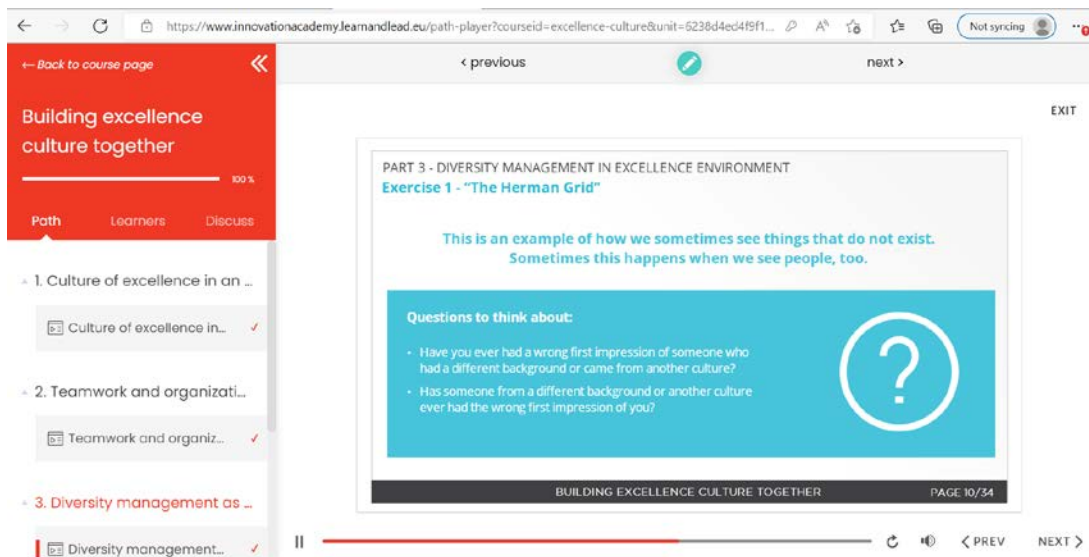 https://www.innovationacademy.learnandlead.eu/path-player?courseid=excellence-culture&unit=6238d4ed4f9f1...
Not syncing
← Back to course page
< previous
next >
Building excellence
culture together
100 %
Path Learners Discuss
EXIT
1. Culture of excellence in an ...
Culture of excellence in... ✓
2. Teamwork and organizati...
Teamwork and organiz... ✓
3. Diversity management as ...
Diversity management... ✓
PART 3 - DIVERSITY MANAGEMENT IN EXCELLENCE ENVIRONMENT
Exercise 1 - “The Herman Grid”
This is an example of how we sometimes see things that do not exist.
Sometimes this happens when we see people, too.
Questions to think about:
• Have you ever had a wrong first impression of someone who
had a different background or came from another culture?
• Has someone from a different background or another culture
ever had the wrong first impression of you?
?
BUILDING EXCELLENCE CULTURE TOGETHER PAGE 10/34
< PREV NEXT >